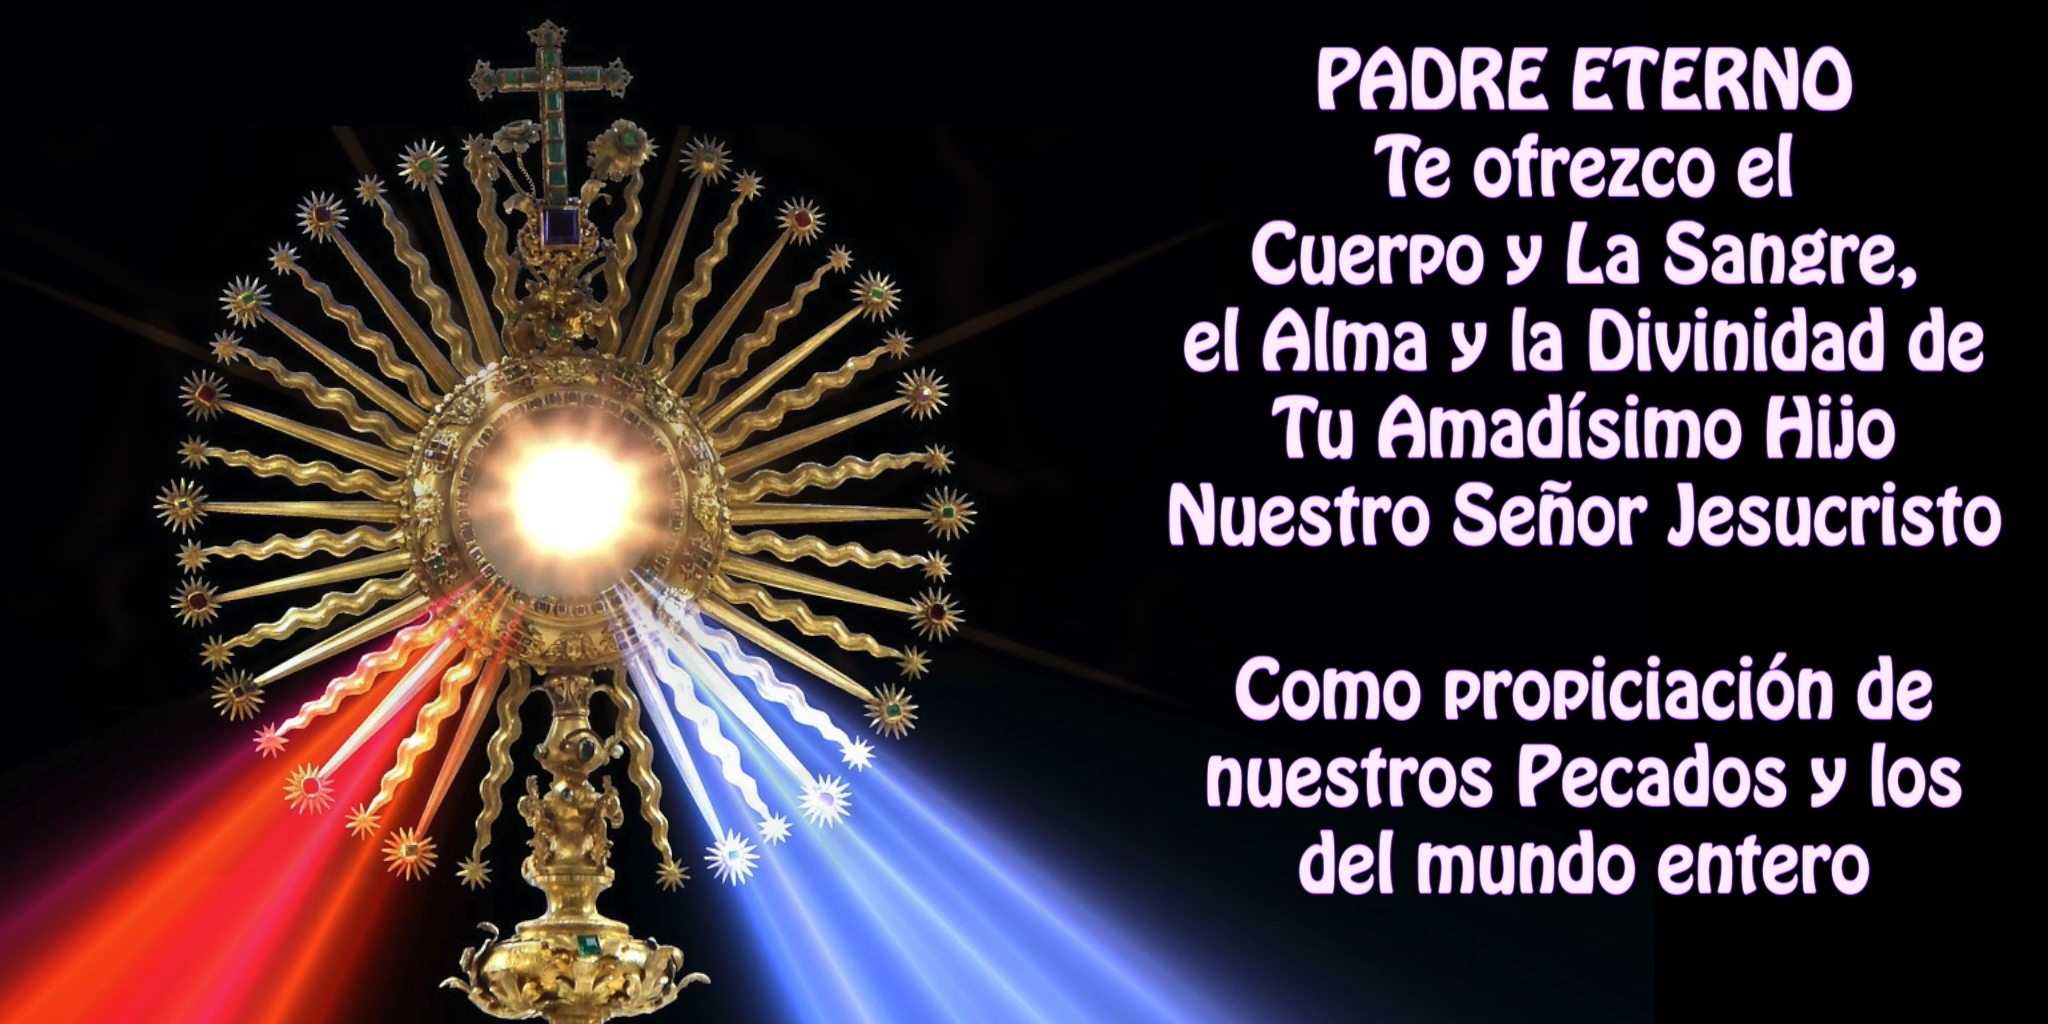 PADRE ETERNO
Te ofrezco el
Cuerpo y La Sangre,
el Alma y la Divinidad de
Tu Amadísimo Hijo
Nuestro Señor Jesucristo
Como propiciación de
nuestros Pecados y los
del mundo entero